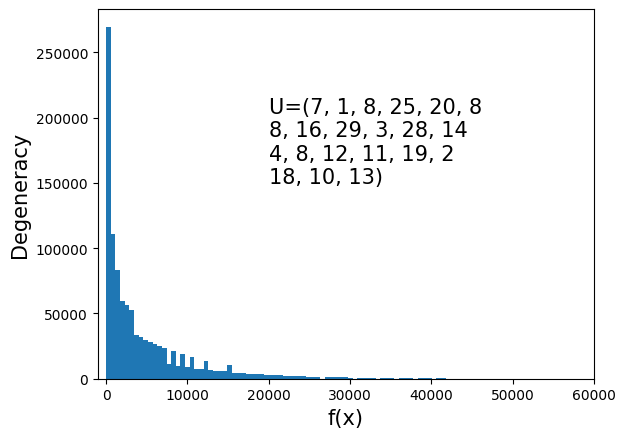 250000
200000
150000
100000
50000
0
Degeneracy
U=(7, 1, 8, 25, 20, 8
8, 16, 29, 3, 28, 14
4, 8, 12, 11, 19, 2
18, 10, 13)
0 10000 20000 30000 40000 50000 60000
f(x)